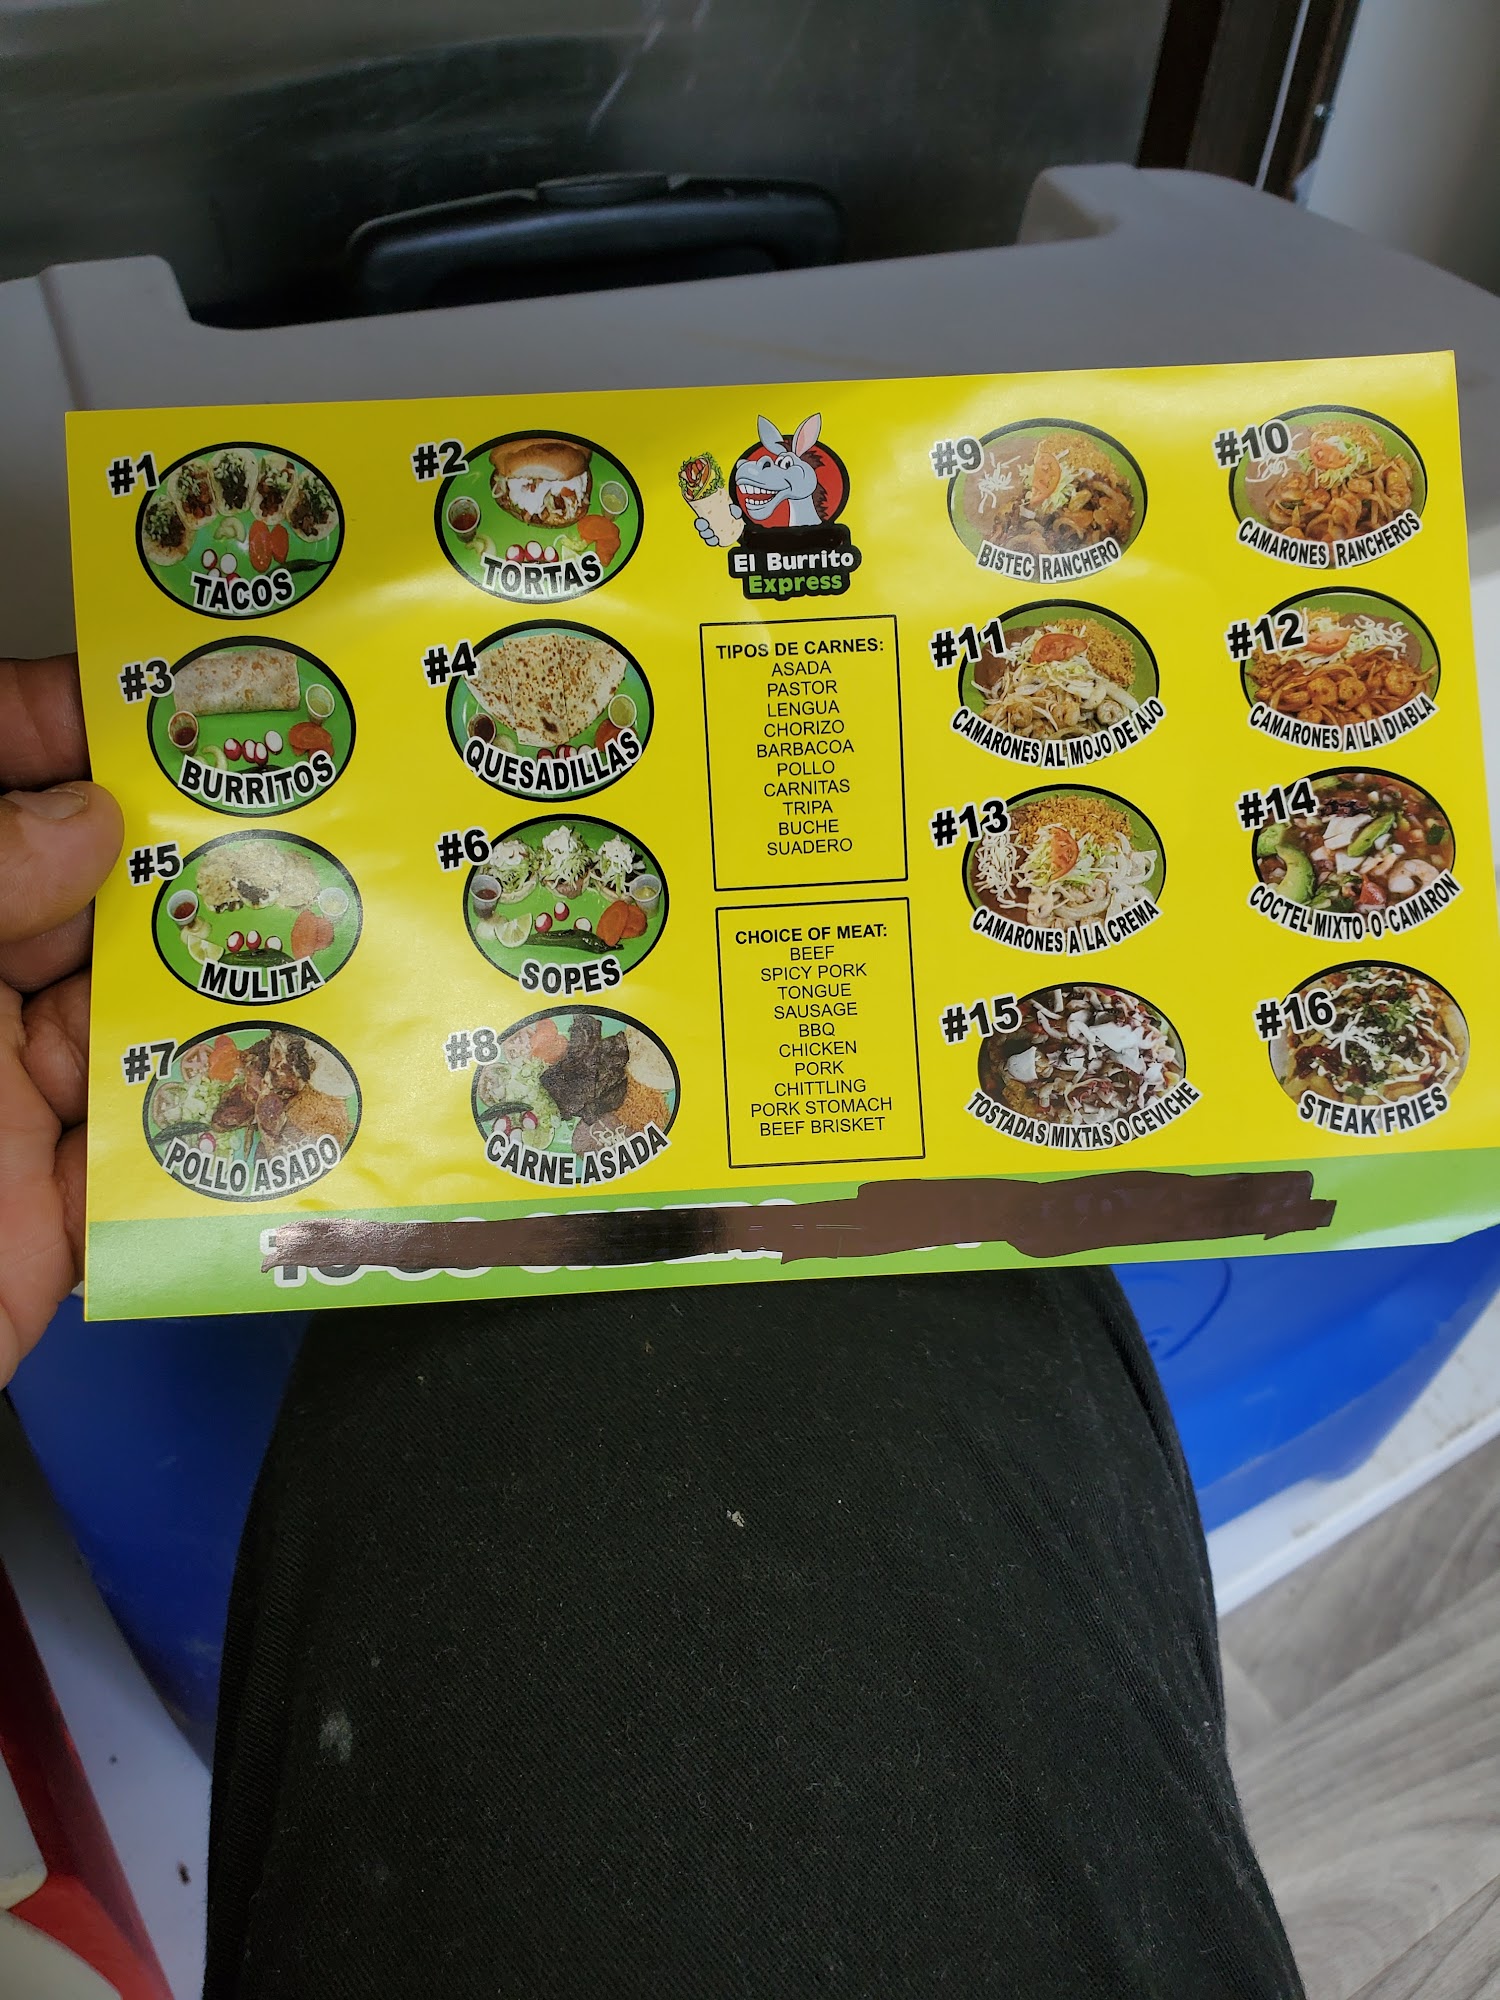 #1
TACOS
#2
TORTAS
#3
BURRITOS
#4
QUESADILLAS
#5
MULITA
#6
SOPES
#7
POLLO ASADO
#8
CARNE ASADA
El Burrito
Express
TIPOS DE CARNES:
ASADA
PASTOR
LENGUA
CHORIZO
BARBACOA
POLLO
CARNITAS
TRIPA
BUCHE
SUADERO
CHOICE OF MEAT:
BEEF
SPICY PORK
TONGUE
SAUSAGE
BBQ
CHICKEN
PORK
CHITTLING
PORK STOMACH
BEEF BRISKET
#9
BISTEC RANCHERO
#10
CAMARONES RANCHEROS
#11
CAMARONES AL MOJO DE AJO
#12
CAMARONES A LA DIABLA
#13
CAMARONES A LA CREMA
#14
COCTEL MIXTO O CAMARON
#15
TOSTADAS MIXTAS O CEVICHE
#16
STEAK FRIES